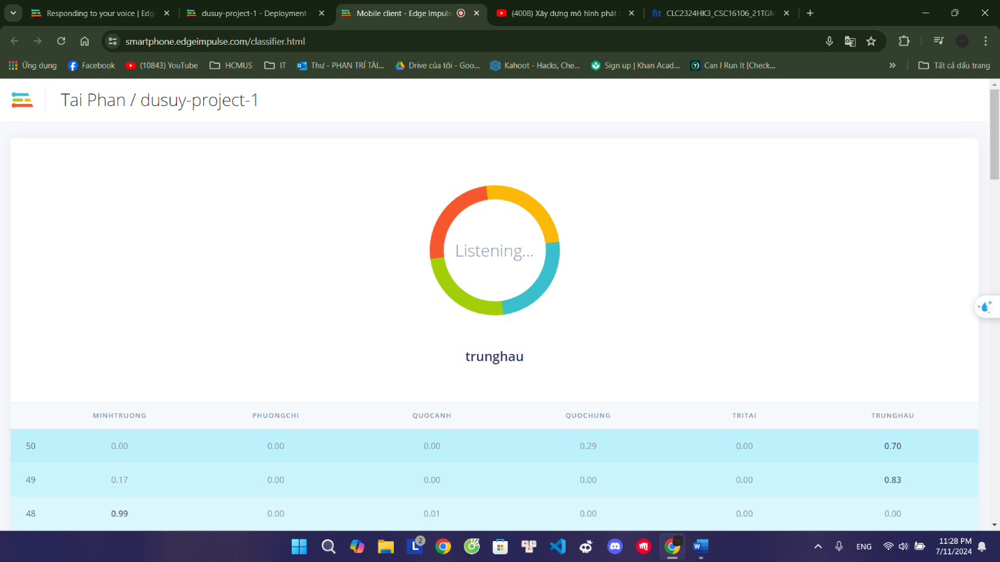 Responding to your voice | Edg
dusuy-project-1 - Deployment
Mobile client - Edge Impuls
(4008) Xây dựng mô hình phát
fit CLC2324HK3_CSC16106_21TGM
smartphone.edgeimpulse.com/classifier.html
Ứng dụng
Facebook
(10843) YouTube
HCMUS
IT
Thư - PHAN TRÍ TÀI...
Drive của tôi - Goo...
Kahoot - Hacks, Che...
Sign up | Khan Acad...
Can I Run It [Check...
Tất cả dấu trang
Tai Phan / dusuy-project-1
Listening...
trunghau
MINHTRUONG PHUONGCHI QUOCANH QUOCHUNG TRITAI TRUNGHAU
50 0.00 0.00 0.00 0.29 0.00 0.70
49 0.17 0.00 0.00 0.00 0.00 0.83
48 0.99 0.00 0.01 0.00 0.00 0.00
L 2
ENG
11:28 PM
7/11/2024